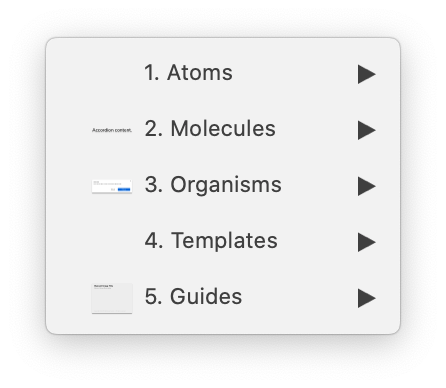 1. Atoms
Accordion content.
2. Molecules
3. Organisms
4. Templates
5. Guides